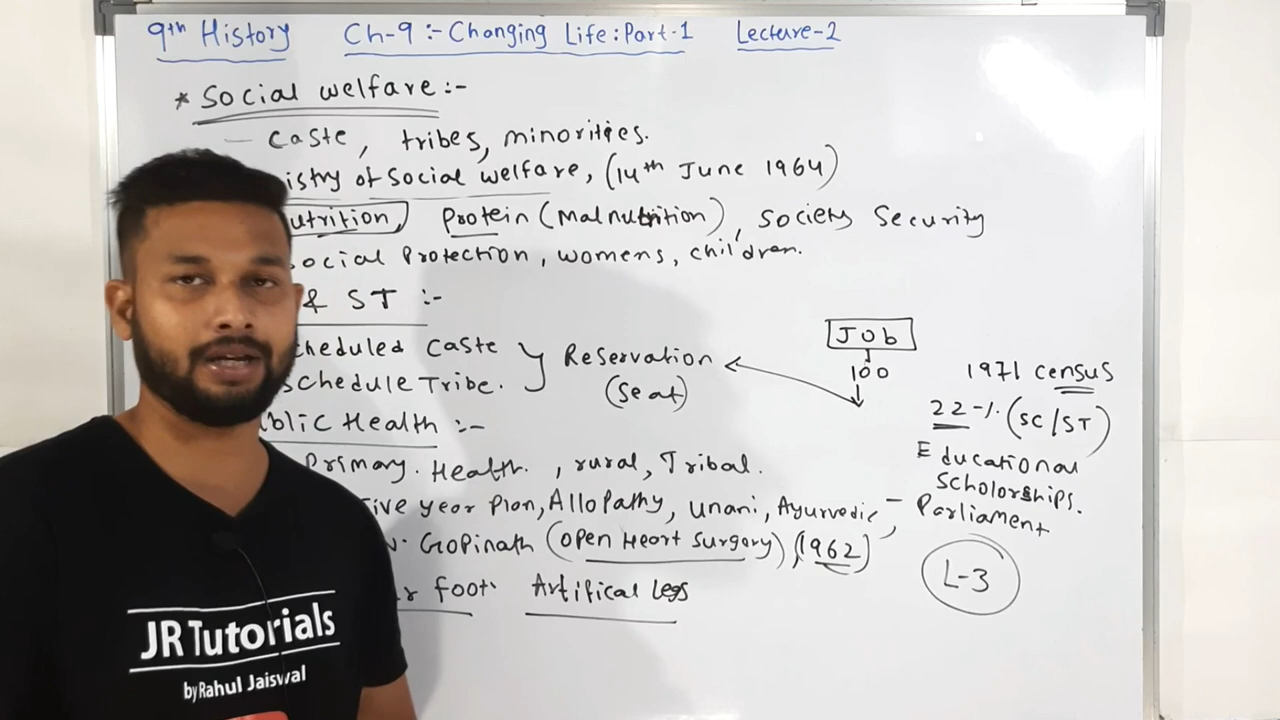 9th History Ch-9 :- Changing Life : Part-1 Lecture-2
* Social welfare :-
– Caste, tribes, minorities.
istry of Social welfare, (14th June 1964)
utrition) Protein (Malnutrition), society Security
ocial Protection, womens, children.
& ST :-
cheduled Caste
schedule Tribe.
Reservation
(Seat)
Job
100
1971 census
22-%. (SC/ST)
Educational
Scholorships.
Parliament
blic Health :-
Primary. Health. , rural, Tribal.
ive year Plan, Allopathy, unani, Ayurvedic,
. Gopinath (open Heart surgery), (1962)
r foot. Artifical legs
L-3
JR Tutorials
by Rahul Jaiswal